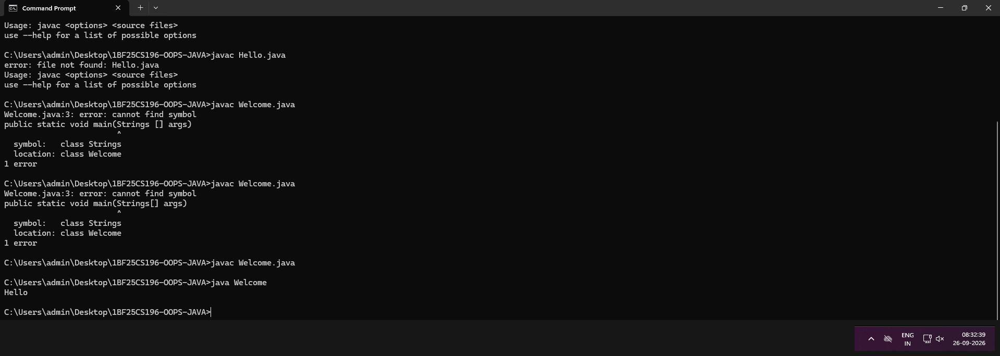 Command Prompt
Usage: javac <options> <source files>
use --help for a list of possible options
C:\Users\admin\Desktop\1BF25CS196-OOPS-JAVA>javac Hello.java
error: file not found: Hello.java
Usage: javac <options> <source files>
use --help for a list of possible options
C:\Users\admin\Desktop\1BF25CS196-OOPS-JAVA>javac Welcome.java
Welcome.java:3: error: cannot find symbol
public static void main(Strings [] args)
^
symbol:   class Strings
location: class Welcome
1 error
C:\Users\admin\Desktop\1BF25CS196-OOPS-JAVA>javac Welcome.java
Welcome.java:3: error: cannot find symbol
public static void main(Strings[] args)
^
symbol:   class Strings
location: class Welcome
1 error
C:\Users\admin\Desktop\1BF25CS196-OOPS-JAVA>javac Welcome.java
C:\Users\admin\Desktop\1BF25CS196-OOPS-JAVA>java Welcome
Hello
C:\Users\admin\Desktop\1BF25CS196-OOPS-JAVA>
ENG
IN
08:32:39
26-09-2026